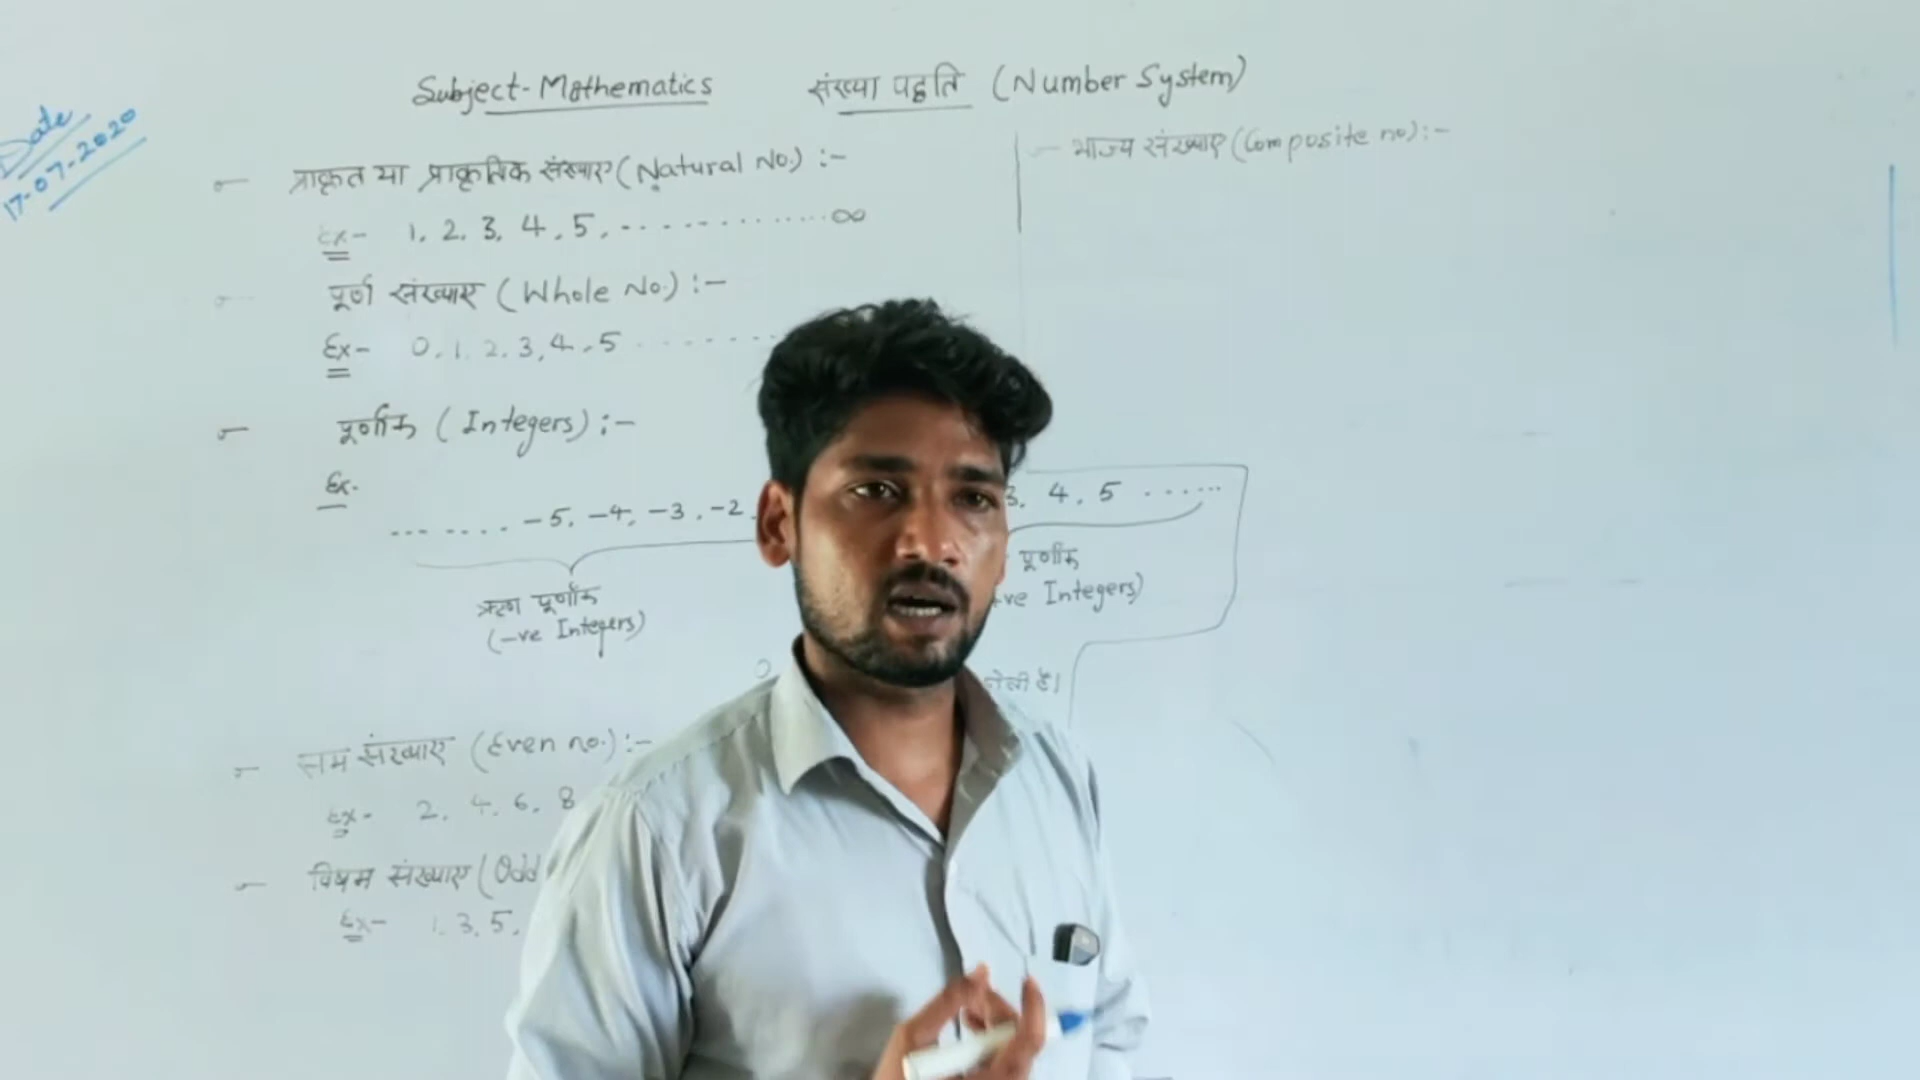 Date
17-07-2020
Subject-Mathematics संख्या पद्धति (Number System)
प्राकृत या प्राकृतिक संख्याए (Natural No.) :-
Ex- 1, 2, 3, 4, 5, ............. ∞
पूर्ण संख्याए (Whole No.) :-
Ex- 0, 1, 2, 3, 4, 5 ........
पूर्णांक (Integers) :-
Ex.
........ -5, -4, -3, -2, 3, 4, 5 ......
ऋण पूर्णांक
(-ve Integers)
पूर्णांक
+ve Integers)
है।
सम संख्याए (Even no.) :-
Ex- 2, 4, 6, 8
विषम संख्याए (Odd
Ex- 1, 3, 5,
भाज्य संख्याए (Composite no) :-